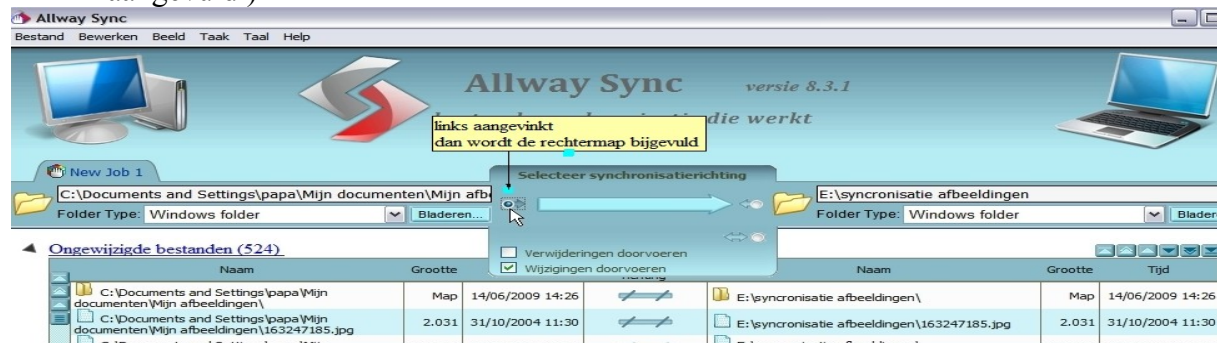 Allway Sync
Bestand Bewerken Beeld Taak Taal Help
Allway Sync versie 8.3.1
die werkt
links aangevinkt
dan wordt de rechtermap bijgevuld
New Job 1
Selecteer synchronisatierichting
C:\Documents and Settings\papa\Mijn documenten\Mijn afb
E:\syncronisatie afbeeldingen
Folder Type: Windows folder Bladeren...
Folder Type: Windows folder Blader
Verwijderingen doorvoeren
Wijzigingen doorvoeren
Ongewijzigde bestanden (524)
Naam Grootte Naam Grootte Tijd
C:\Documents and Settings\papa\Mijn
documenten\Mijn afbeeldingen\ Map 14/06/2009 14:26 E:\syncronisatie afbeeldingen\ Map 14/06/2009 14:26
C:\Documents and Settings\papa\Mijn
documenten\Mijn afbeeldingen\163247185.jpg 2.031 31/10/2004 11:30 E:\syncronisatie afbeeldingen\163247185.jpg 2.031 31/10/2004 11:30